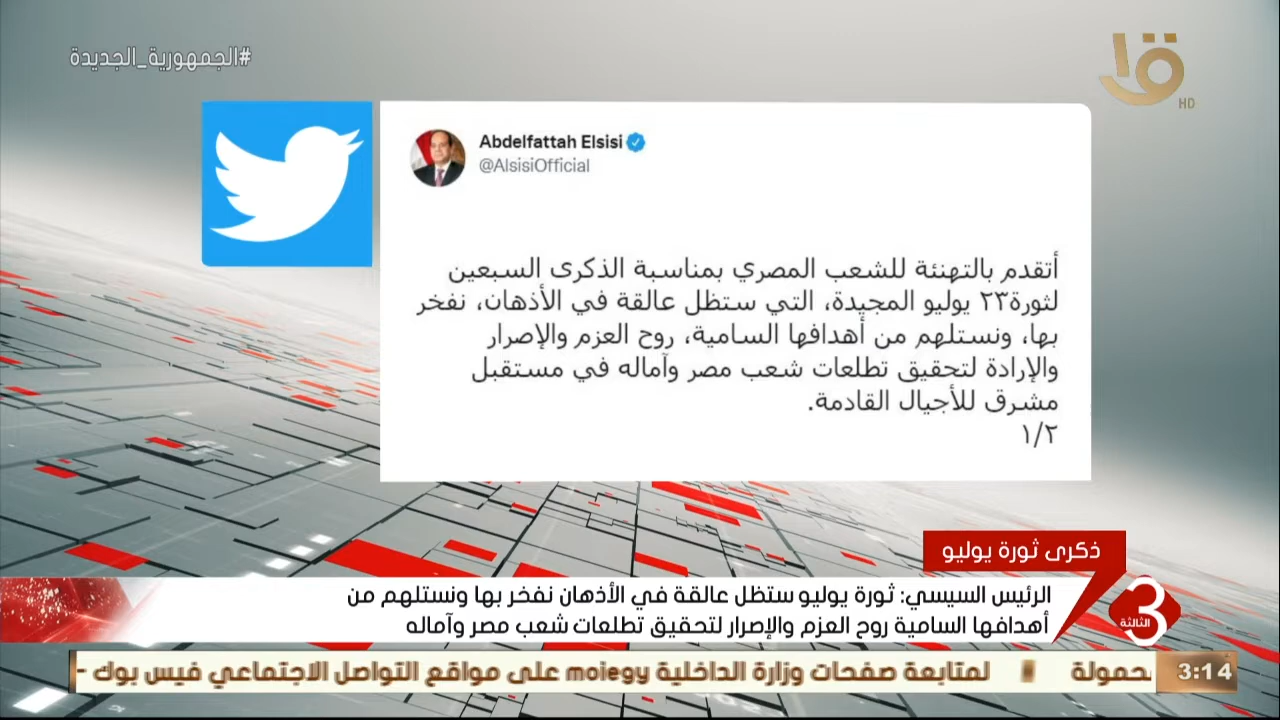 #الجمهورية_الجديدة
HD
Abdelfattah Elsisi
@AlsisiOfficial
أتقدم بالتهنئة للشعب المصري بمناسبة الذكرى السبعين
لثورة٢٣ يوليو المجيدة، التي ستظل عالقة في الأذهان، نفخر
بها، ونستلهم من أهدافها السامية، روح العزم والإصرار
والإرادة لتحقيق تطلعات شعب مصر وآماله في مستقبل
مشرق للأجيال القادمة.
١/٢
ذكرى ثورة يوليو
3 الثالثة
الرئيس السيسي: ثورة يوليو ستظل عالقة في الأذهان نفخر بها ونستلهم من
أهدافها السامية روح العزم والإصرار لتحقيق تطلعات شعب مصر وآماله
3:14
لمتابعة صفحات وزارة الداخلية moiegy على مواقع التواصل الاجتماعي فيس بوك -